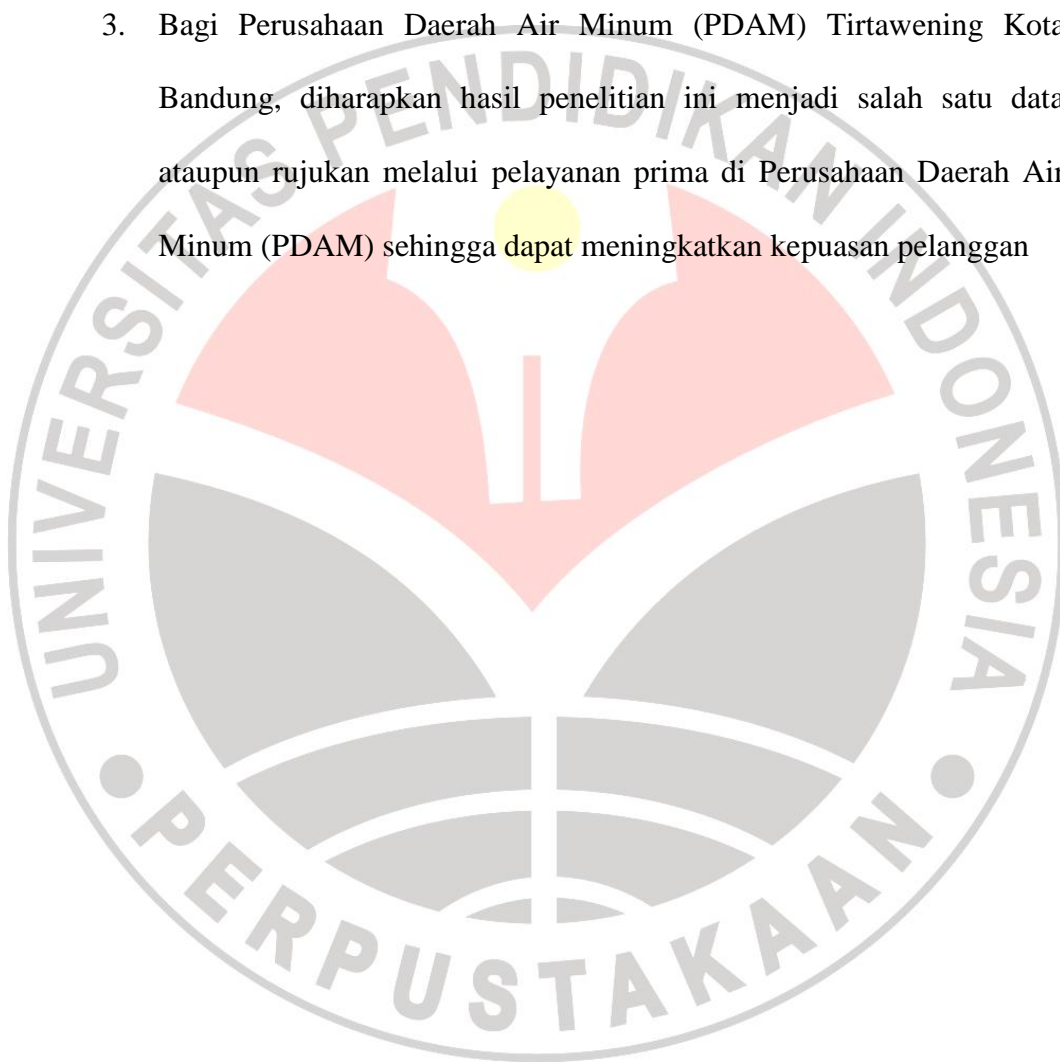 3. Bagi Perusahaan Daerah Air Minum (PDAM) Tirtawening Kota
Bandung, diharapkan hasil penelitian ini menjadi salah satu data
ataupun rujukan melalui pelayanan prima di Perusahaan Daerah Air
Minum (PDAM) sehingga dapat meningkatkan kepuasan pelanggan
UNIVERSITAS PENDIDIKAN INDONESIA
PERPUSTAKAAN